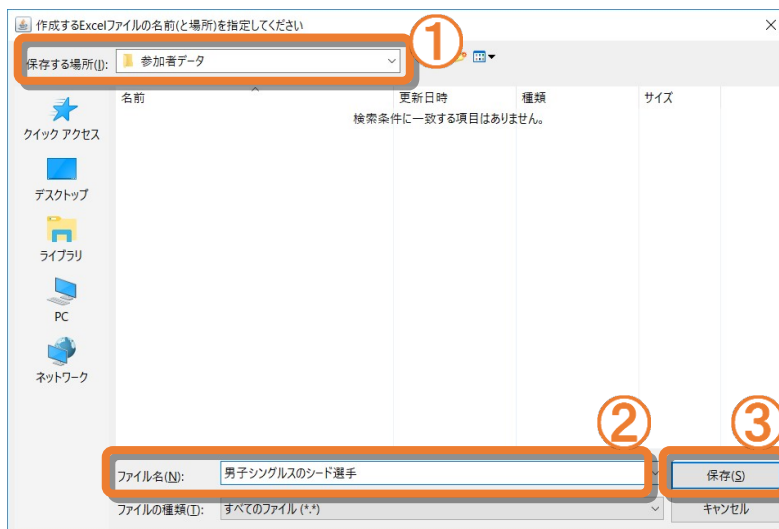 作成するExcelファイルの名前(と場所)を指定してください
①
保存する場所(I): 参加者データ
名前 更新日時 種類 サイズ
検索条件に一致する項目はありません。
クイック アクセス
デスクトップ
ライブラリ
PC
ネットワーク
② ③
ファイル名(N): 男子シングルスのシード選手 保存(S)
ファイルの種類(T): すべてのファイル (*.*) キャンセル